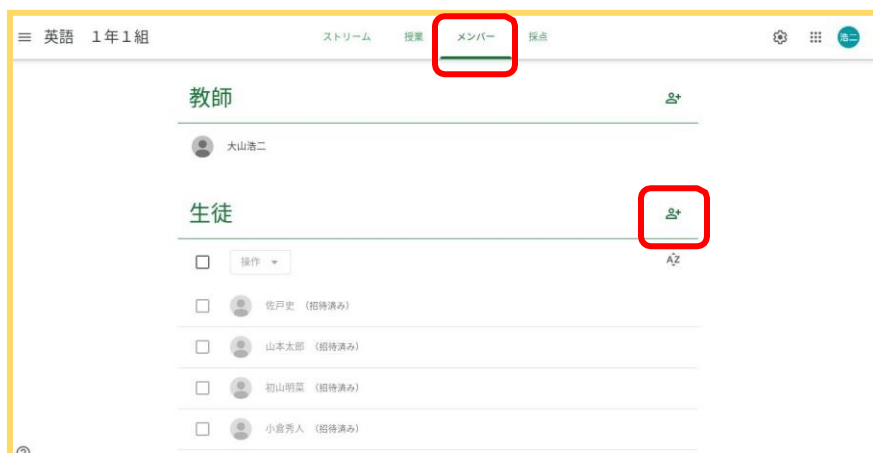 英語 1年1組 ストリーム 授業 メンバー 採点 浩二
教師
大山浩二
生徒
操作
AZ
佐戸史 (招待済み)
山本太郎 (招待済み)
初山明菜 (招待済み)
小倉秀人 (招待済み)